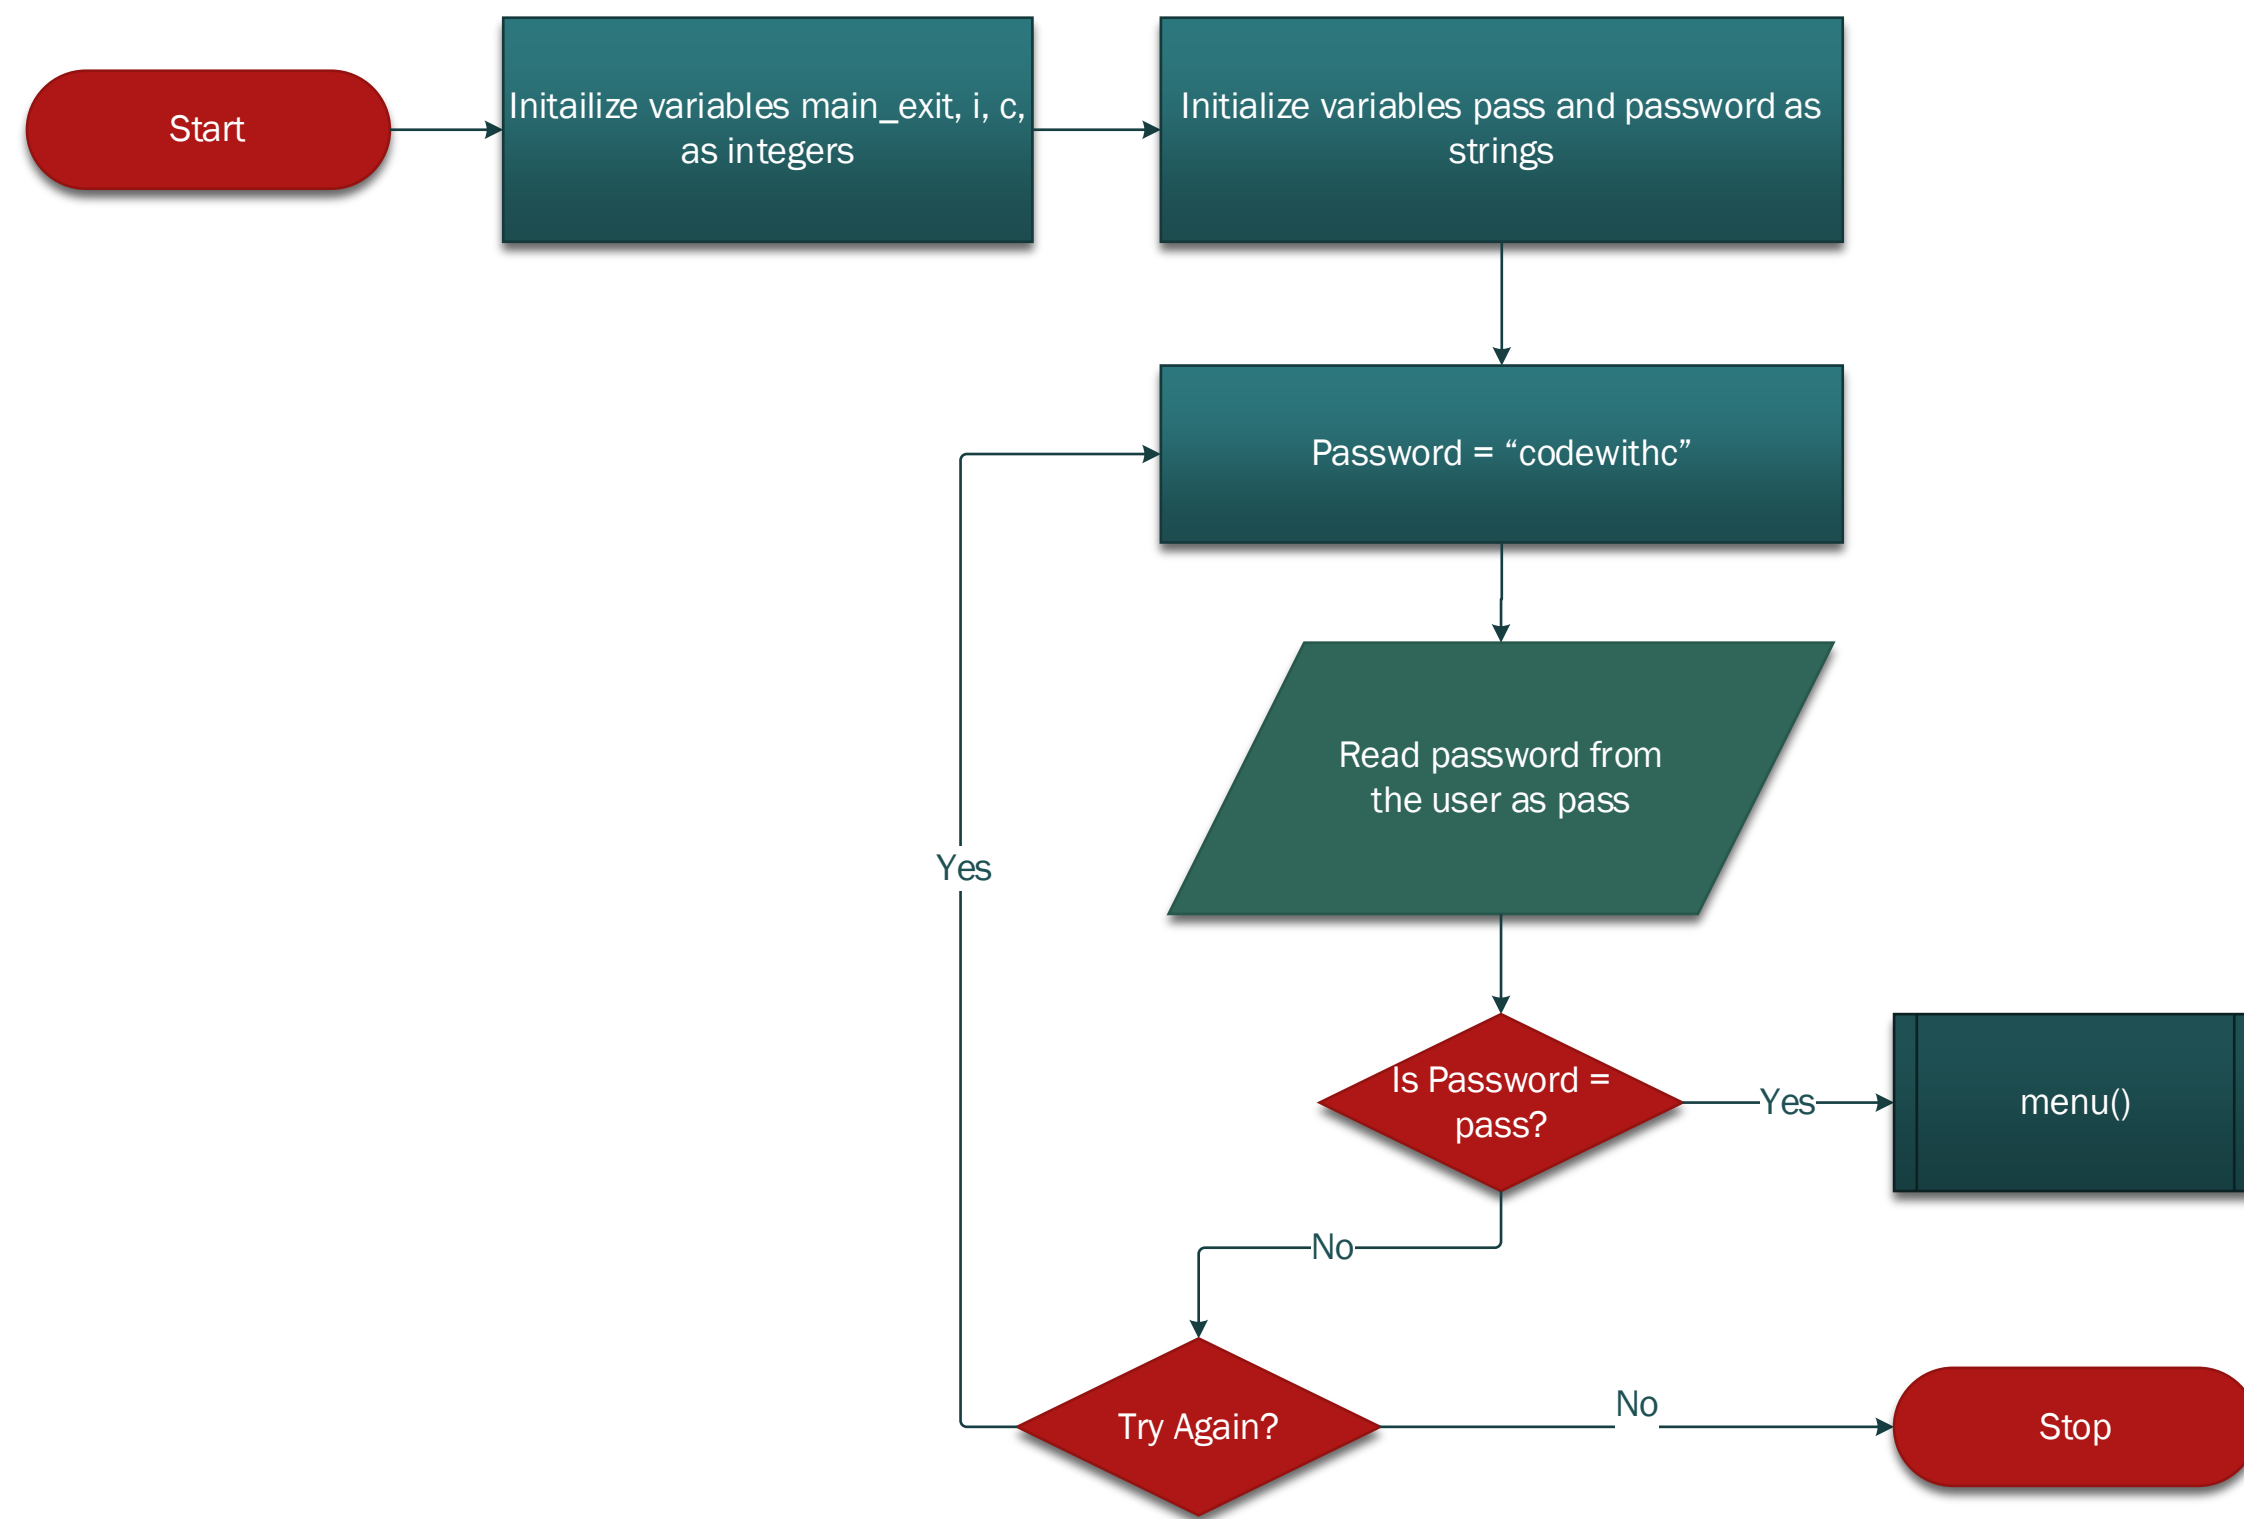 Start
Initailize variables main_exit, i, c,
as integers
Initialize variables pass and password as
strings
Password = “codewithc”
Read password from
the user as pass
Yes
Is Password =
pass?
Yes
menu()
No
Try Again?
No
Stop